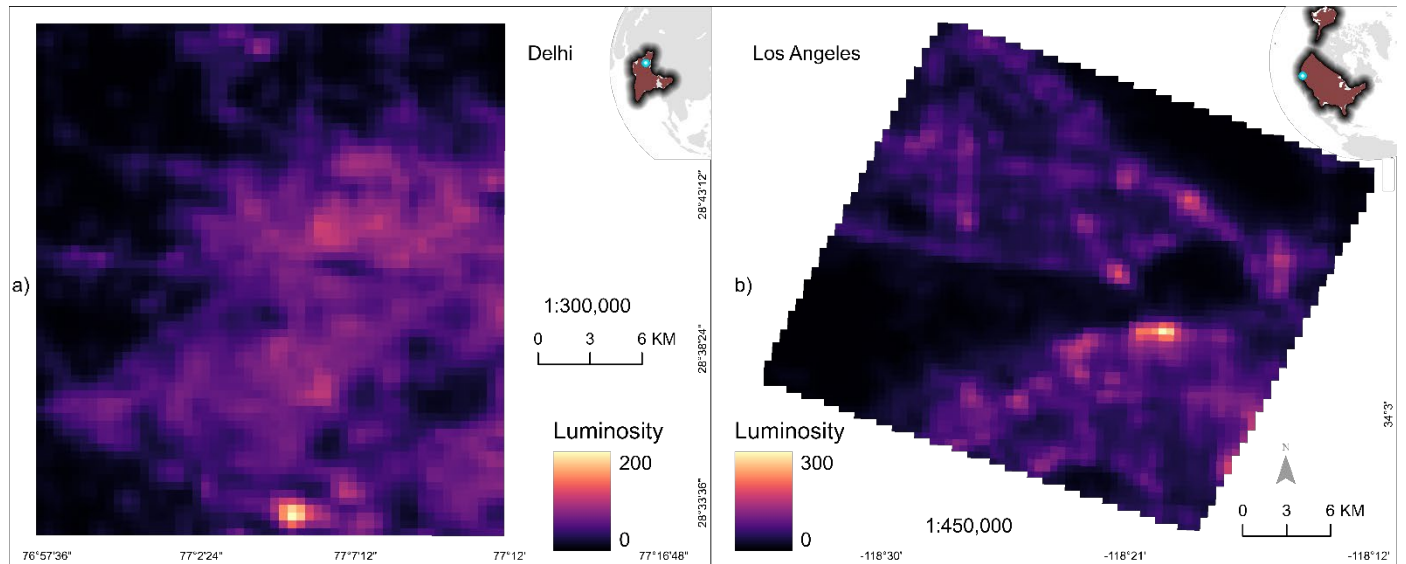 Delhi
a)
1:300,000
0 3 6 KM
Luminosity
200
0
28°43'12"
28°38'24"
28°33'36"
76°57'36" 77°2'24" 77°7'12" 77°12' 77°16'48"
Los Angeles
b)
Luminosity
300
0
1:450,000
N
0 3 6 KM
34°3'
-118°30' -118°21' -118°12'